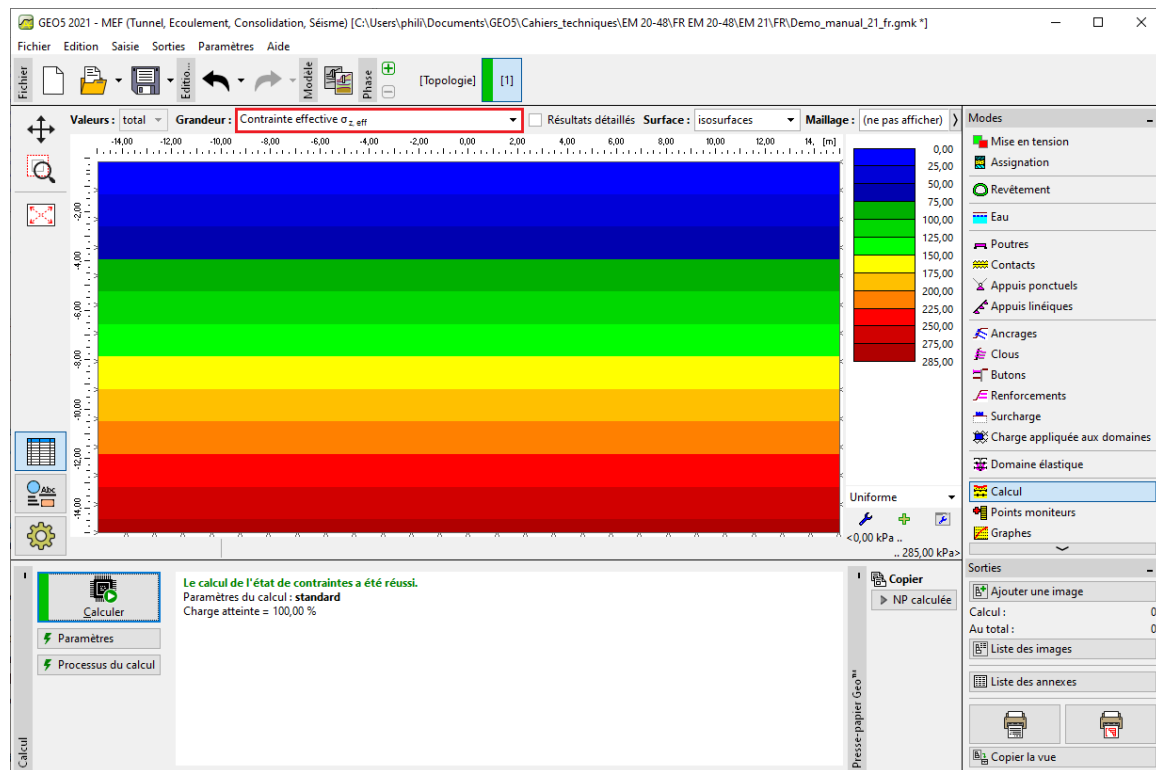 GEO5 2021 - MEF (Tunnel, Ecoulement, Consolidation, Séisme) [C:\Users\phili\Documents\GEO5\Cahiers_techniques\EM 20-48\FR EM 20-48\EM 21\FR\Demo_manual_21_fr.gmk *]
Fichier Edition Saisie Sorties Paramètres Aide
Fichier
Editio...
Modèle
Phase
[Topologie] [1]
Valeurs : total Grandeur : Contrainte effective σ z, eff Résultats détaillés Surface : isosurfaces Maillage : (ne pas afficher)
-14,00 -12,00 -10,00 -8,00 -6,00 -4,00 -2,00 0,00 2,00 4,00 6,00 8,00 10,00 12,00 14, [m]
-2,00
-4,00
-6,00
-8,00
-10,00
-12,00
-14,00
0,00
25,00
50,00
75,00
100,00
125,00
150,00
175,00
200,00
225,00
250,00
275,00
285,00
Uniforme
<0,00 kPa ..
.. 285,00 kPa>
Modes
Mise en tension
Assignation
Revêtement
Eau
Poutres
Contacts
Appuis ponctuels
Appuis linéiques
Ancrages
Clous
Butons
Renforcements
Surcharge
Charge appliquée aux domaines
Domaine élastique
Calcul
Points moniteurs
Graphes
Sorties
Ajouter une image
Calcul : 0
Au total : 0
Liste des images
Liste des annexes
Copier la vue
Abc
Calcul
Calculer
Paramètres
Processus du calcul
Le calcul de l'état de contraintes a été réussi.
Paramètres du calcul : standard
Charge atteinte = 100,00 %
Presse-papier Geo™
Copier
NP calculée